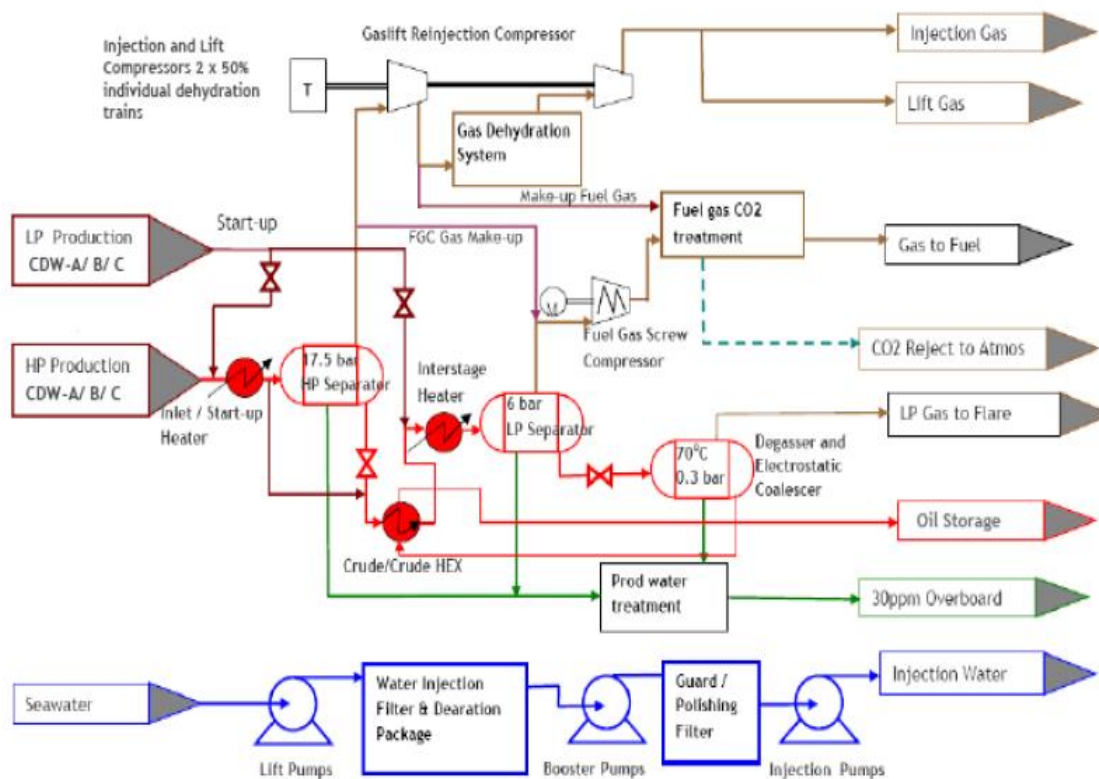 Injection and Lift
Compressors 2 x 50%
individual dehydration
trains
Gaslift Reinjection Compressor
T
Injection Gas
Lift Gas
Gas Dehydration
System
Make-up Fuel Gas
Start-up
LP Production
CDW-A/ B/ C
FGC Gas Make-up
Fuel gas CO2
treatment
Gas to Fuel
M
Fuel Gas Screw
Compressor
CO2 Reject to Atmos
HP Production
CDW-A/ B/ C
17.5 bar
HP Separator
Interstage
Heater
Inlet / Start-up
Heater
6 bar
LP Separator
LP Gas to Flare
70⁰C
0.3 bar
Degasser and
Electrostatic
Coalescer
Oil Storage
Crude/Crude HEX
Prod water
treatment
30ppm Overboard
Seawater
Lift Pumps
Water Injection
Filter & Dearation
Package
Booster Pumps
Guard /
Polishing
Filter
Injection Pumps
Injection Water